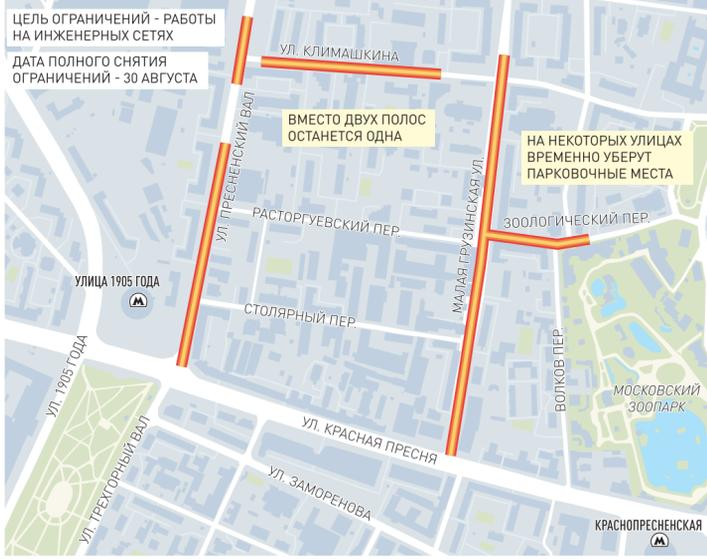 ЦЕЛЬ ОГРАНИЧЕНИЙ - РАБОТЫ
НА ИНЖЕНЕРНЫХ СЕТЯХ
ДАТА ПОЛНОГО СНЯТИЯ
ОГРАНИЧЕНИЙ - 30 АВГУСТА
УЛ. КЛИМАШКИНА
ВМЕСТО ДВУХ ПОЛОС
ОСТАНЕТСЯ ОДНА
НА НЕКОТОРЫХ УЛИЦАХ
ВРЕМЕННО УБЕРУТ
ПАРКОВОЧНЫЕ МЕСТА
УЛ. ПРЕСНЕНСКИЙ ВАЛ
РАСТОРГУЕВСКИЙ ПЕР.
МАЛАЯ ГРУЗИНСКАЯ УЛ.
ЗООЛОГИЧЕСКИЙ ПЕР.
УЛИЦА 1905 ГОДА
М
СТОЛЯРНЫЙ ПЕР.
УЛ. 1905 ГОДА
ВОЛКОВ ПЕР.
МОСКОВСКИЙ
ЗООПАРК
УЛ. КРАСНАЯ ПРЕСНЯ
УЛ. ТРЕХГОРНЫЙ ВАЛ
УЛ. ЗАМОРЕНОВА
КРАСНОПРЕСНЕНСКАЯ
М